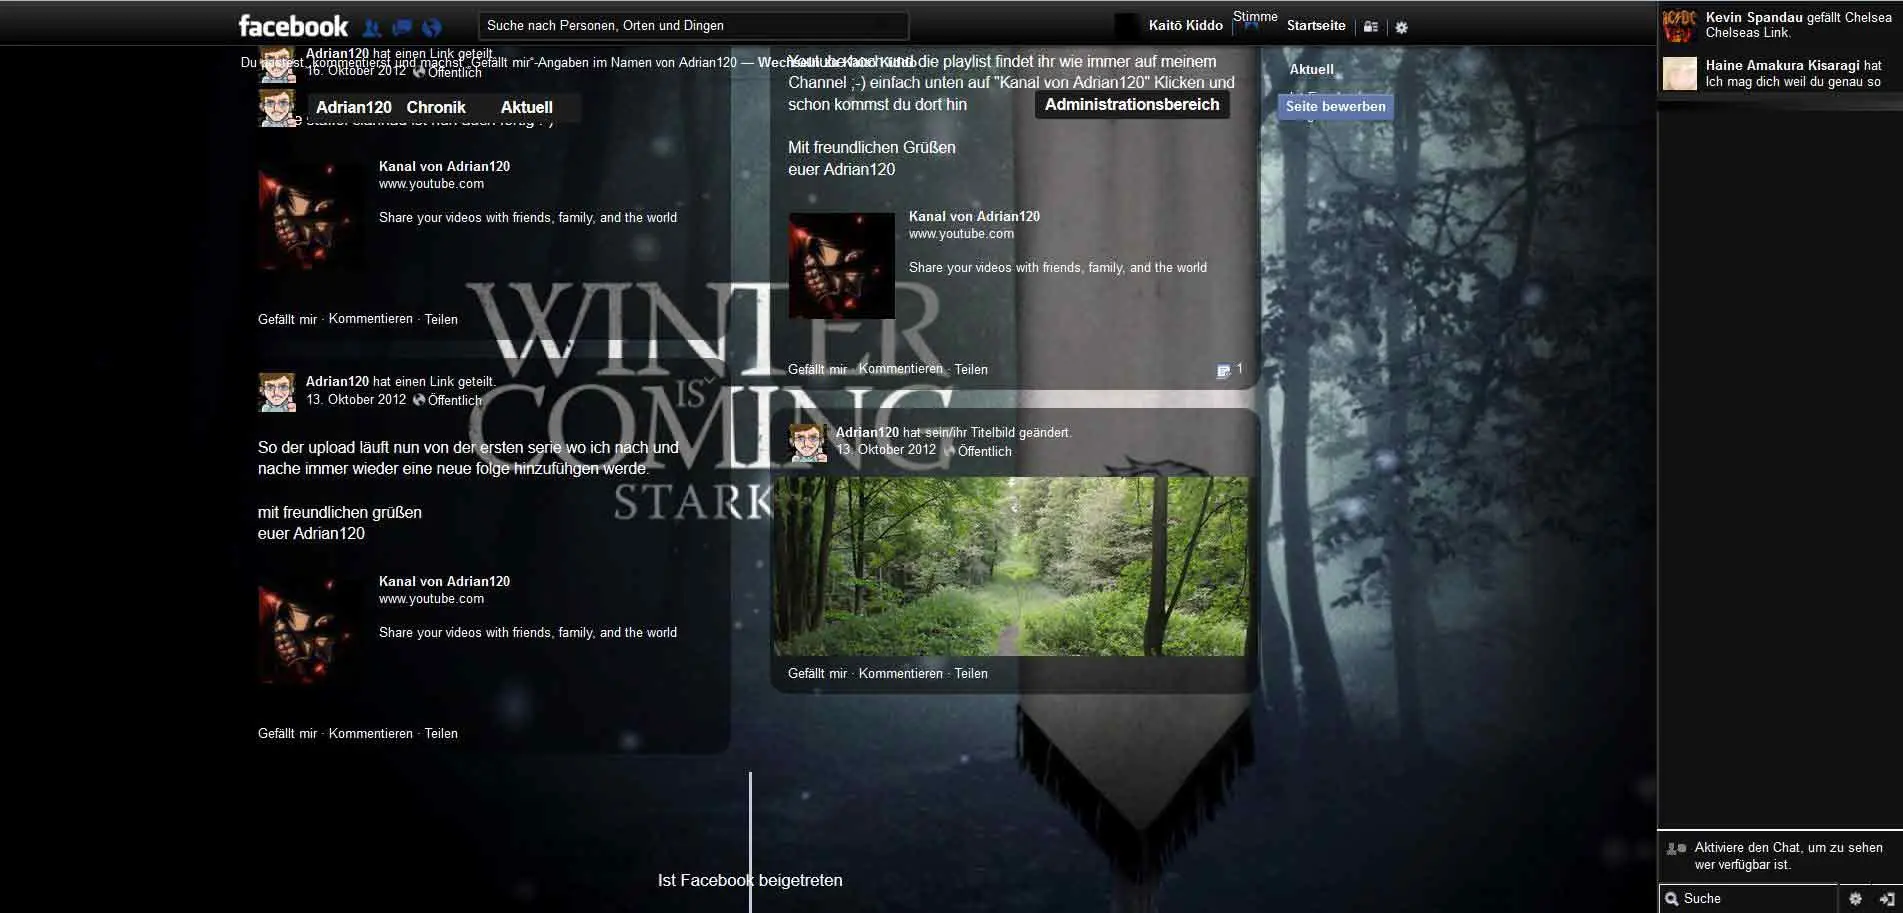 facebook
Suche nach Personen, Orten und Dingen
Kaitō Kiddo
Stimme
Startseite
Adrian120 hat einen Link geteilt.
Du postest, kommentierst und machst „Gefällt mir“-Angaben im Namen von Adrian120 — Wechseln zu Kaitō Kiddo
16. Oktober 2012 Öffentlich
Adrian120 Chronik Aktuell
Kanal von Adrian120
www.youtube.com
Share your videos with friends, family, and the world
Gefällt mir · Kommentieren · Teilen
Adrian120 hat einen Link geteilt.
13. Oktober 2012 Öffentlich
So der upload läuft nun von der ersten serie wo ich nach und
nache immer wieder eine neue folge hinzufühgen werde.
mit freundlichen grüßen
euer Adrian120
Kanal von Adrian120
www.youtube.com
Share your videos with friends, family, and the world
Gefällt mir · Kommentieren · Teilen
Youtube hoch und die playlist findet ihr wie immer auf meinem
Channel ;-) einfach unten auf "Kanal von Adrian120" Klicken und
schon kommst du dort hin
Administrationsbereich
Mit freundlichen Grüßen
euer Adrian120
Kanal von Adrian120
www.youtube.com
Share your videos with friends, family, and the world
Gefällt mir · Kommentieren · Teilen
1
Adrian120 hat sein/ihr Titelbild geändert.
13. Oktober 2012 Öffentlich
Gefällt mir · Kommentieren · Teilen
WINTER
IS
COMING
STARK
Ist Facebook beigetreten
Aktuell
Seite bewerben
Kevin Spandau gefällt Chelsea
Chelseas Link.
Haine Amakura Kisaragi hat
Ich mag dich weil du genau so
Aktiviere den Chat, um zu sehen
wer verfügbar ist.
Suche